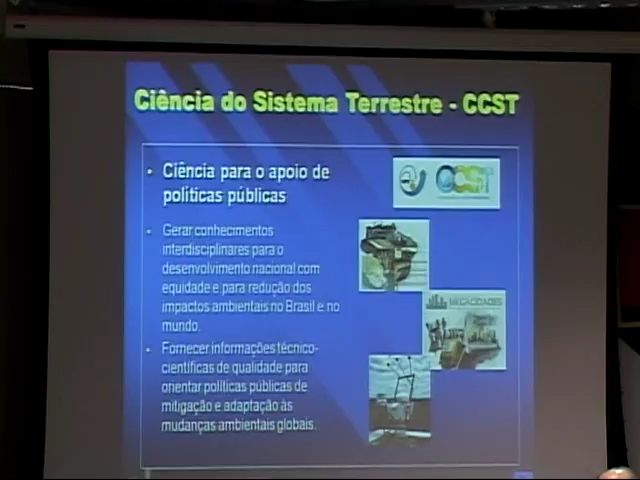 Ciência do Sistema Terrestre - CCST
• Ciência para o apoio de
políticas públicas
• Gerar conhecimentos
interdisciplinares para o
desenvolvimento nacional com
equidade e para redução dos
impactos ambientais no Brasil e no
mundo.
• Fornecer informações técnico-
científicas de qualidade para
orientar políticas públicas de
mitigação e adaptação às
mudanças ambientais globais.
CCST
MEGACIDADES